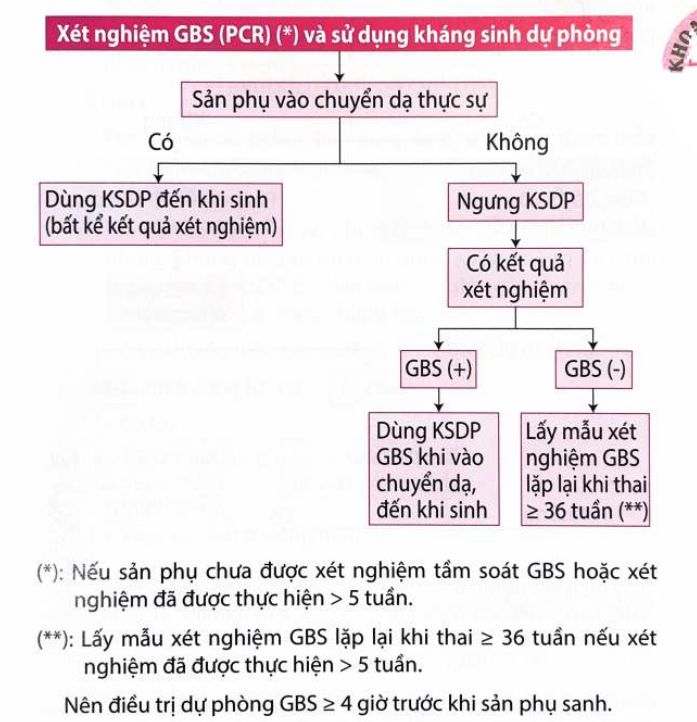 Xét nghiệm GBS (PCR) (*) và sử dụng kháng sinh dự phòng
KHOA
Sản phụ vào chuyển dạ thực sự
Có
Không
Dùng KSDP đến khi sinh
(bất kể kết quả xét nghiệm)
Ngưng KSDP
Có kết quả
xét nghiệm
GBS (+)
GBS (-)
Dùng KSDP
GBS khi vào
chuyển dạ,
đến khi sinh
Lấy mẫu xét
nghiệm GBS
lặp lại khi thai
≥ 36 tuần (**)
(*): Nếu sản phụ chưa được xét nghiệm tầm soát GBS hoặc xét
nghiệm đã được thực hiện > 5 tuần.
(**): Lấy mẫu xét nghiệm GBS lặp lại khi thai ≥ 36 tuần nếu xét
nghiệm đã được thực hiện > 5 tuần.
Nên điều trị dự phòng GBS ≥ 4 giờ trước khi sản phụ sanh.